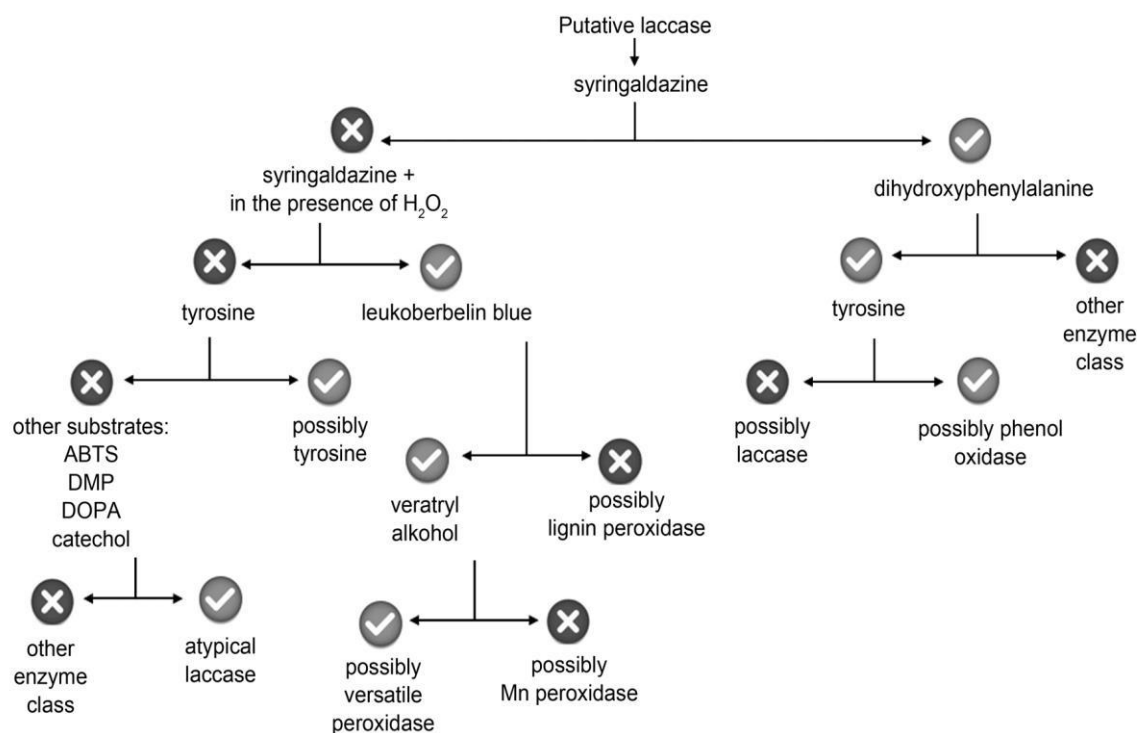 Putative laccase
syringaldazine
syringaldazine +
in the presence of H₂O₂
dihydroxyphenylalanine
tyrosine
leukoberbelin blue
tyrosine
other
enzyme
class
other substrates:
ABTS
DMP
DOPA
catechol
possibly
tyrosine
veratryl
alcohol
possibly
lignin peroxidase
possibly
laccase
possibly phenol
oxidase
other
enzyme
class
atypical
laccase
possibly
versatile
peroxidase
possibly
Mn peroxidase